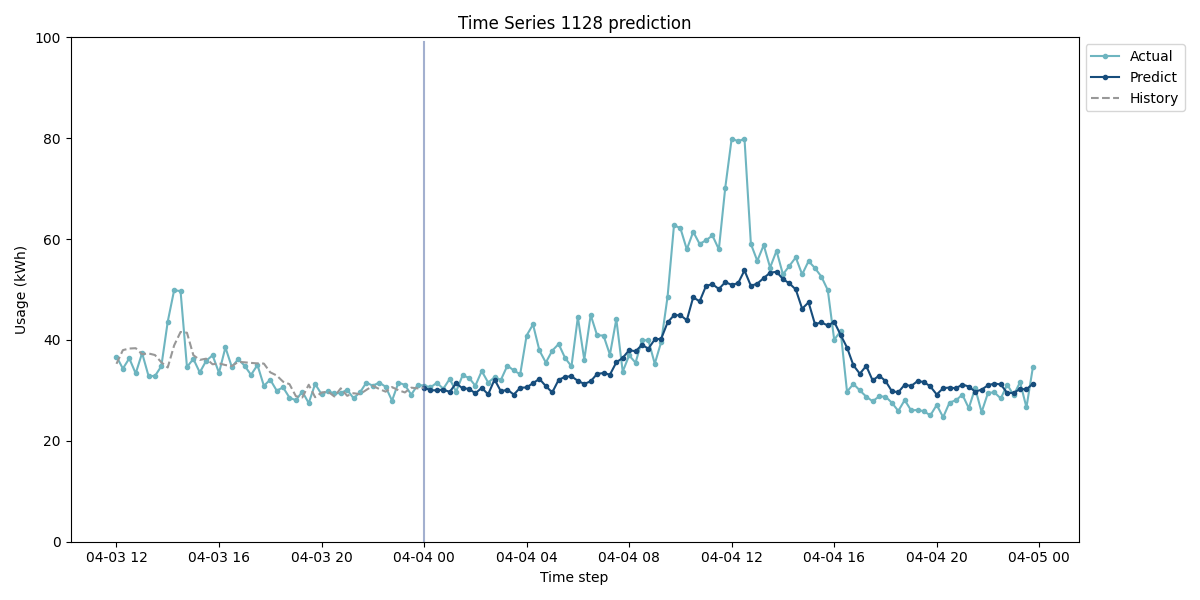 Time Series 1128 prediction
100
80
60
40
20
0
Usage (kWh)
04-03 12
04-03 16
04-03 20
04-04 00
04-04 04
04-04 08
04-04 12
04-04 16
04-04 20
04-05 00
Time step
Actual
Predict
History